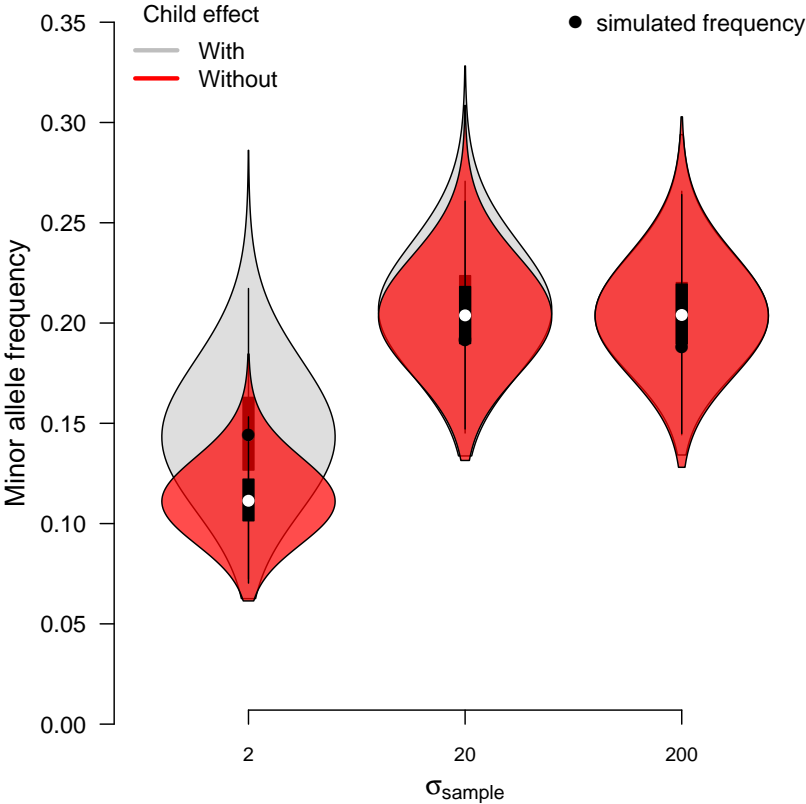 Child effect
With
Without
simulated frequency
Minor allele frequency
0.35
0.30
0.25
0.20
0.15
0.10
0.05
0.00
2 20 200
σsample